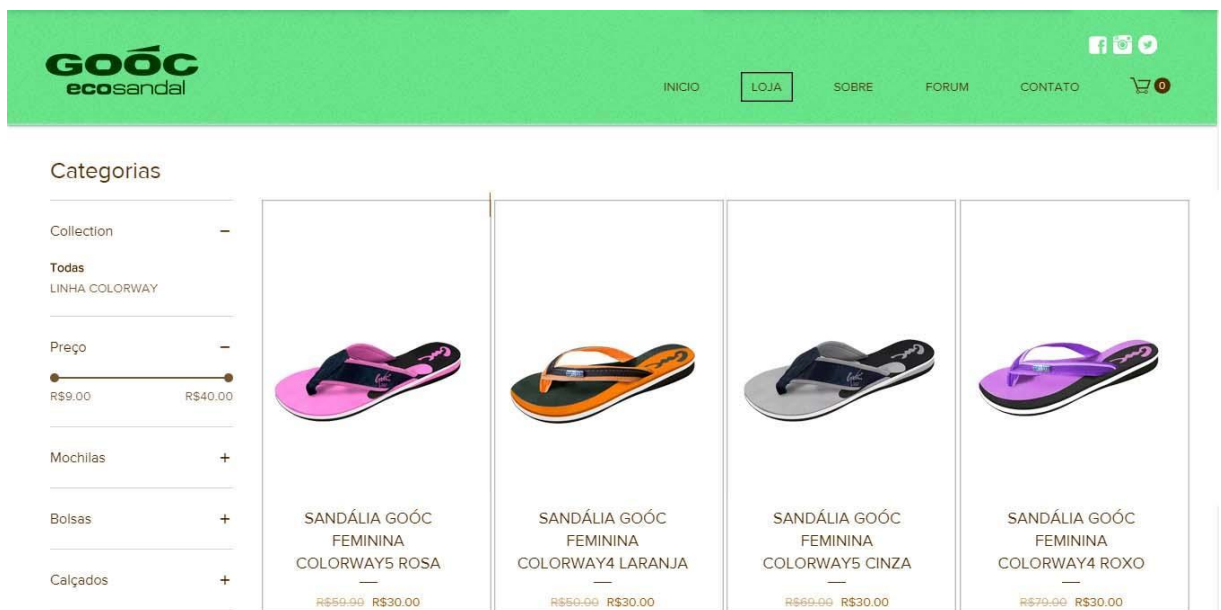 GOÓC
ecosandal
INICIO
LOJA
SOBRE
FORUM
CONTATO
0
Categorias
Collection
Todas
LINHA COLORWAY
Preço
R$9.00 R$40.00
Mochilas
Bolsas
Calçados
SANDÁLIA GOÓC
FEMININA
COLORWAY5 ROSA
R$59.90 R$30.00
SANDÁLIA GOÓC
FEMININA
COLORWAY4 LARANJA
R$50.00 R$30.00
SANDÁLIA GOÓC
FEMININA
COLORWAY5 CINZA
R$69.00 R$30.00
SANDÁLIA GOÓC
FEMININA
COLORWAY4 ROXO
R$79.00 R$30.00